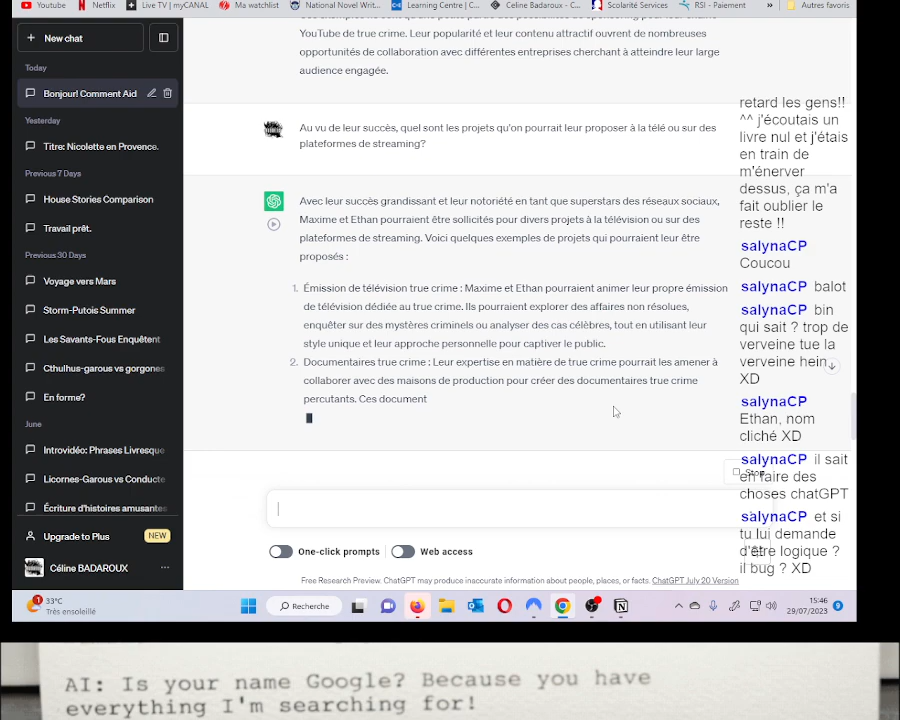 Youtube
Netflix
Live TV | myCANAL
Ma watchlist
National Novel Writ...
Learning Centre | C...
Celine Badaroux - C...
Scolarité Services
RSI - Paiement
»
Autres favoris
+ New chat
Today
Bonjour! Comment Aid
Yesterday
Titre: Nicolette en Provence.
Previous 7 Days
House Stories Comparison
Travail prêt.
Previous 30 Days
Voyage vers Mars
Storm-Putois Summer
Les Savants-Fous Enquêtent
Cthulhus-garous vs gorgones
En forme?
June
Introvidéo: Phrases Livresque
Licornes-Garous vs Conducte
Écriture d'histoires amusantes
Upgrade to Plus
NEW
Céline BADAROUX
...
YouTube de true crime. Leur popularité et leur contenu attractif ouvrent de nombreuses
opportunités de collaboration avec différentes entreprises cherchant à atteindre leur large
audience engagée.
Au vu de leur succès, quel sont les projets qu'on pourrait leur proposer à la télé ou sur des
plateformes de streaming?
Avec leur succès grandissant et leur notoriété en tant que superstars des réseaux sociaux,
Maxime et Ethan pourraient être sollicités pour divers projets à la télévision ou sur des
plateformes de streaming. Voici quelques exemples de projets qui pourraient leur être
proposés :
1. Émission de télévision true crime : Maxime et Ethan pourraient animer leur propre émission
de télévision dédiée au true crime. Ils pourraient explorer des affaires non résolues,
enquêter sur des mystères criminels ou analyser des cas célèbres, tout en utilisant leur
style unique et leur approche personnelle pour captiver le public.
2. Documentaires true crime : Leur expertise en matière de true crime pourrait les amener à
collaborer avec des maisons de production pour créer des documentaires true crime
percutants. Ces document
Stop
One-click prompts
Web access
Free Research Preview. ChatGPT may produce inaccurate information about people, places, or facts. ChatGPT July 20 Version
retard les gens!!
^^ j'écoutais un
livre nul et j'étais
en train de
m'énerver
dessus, ça m'a
fait oublier le
reste !!
salynaCP
Coucou
salynaCP balot
salynaCP bin
qui sait ? trop de
verveine tue la
verveine hein
XD
salynaCP
Ethan, nom
cliché XD
salynaCP il sait
en faire des
choses chatGPT
salynaCP et si
tu lui demande
d'être logique ?
il bug ? XD
1
33°C
Très ensoleillé
Recherche
15:46
29/07/2023
9
AI: Is your name Google? Because you have
everything I'm searching for!